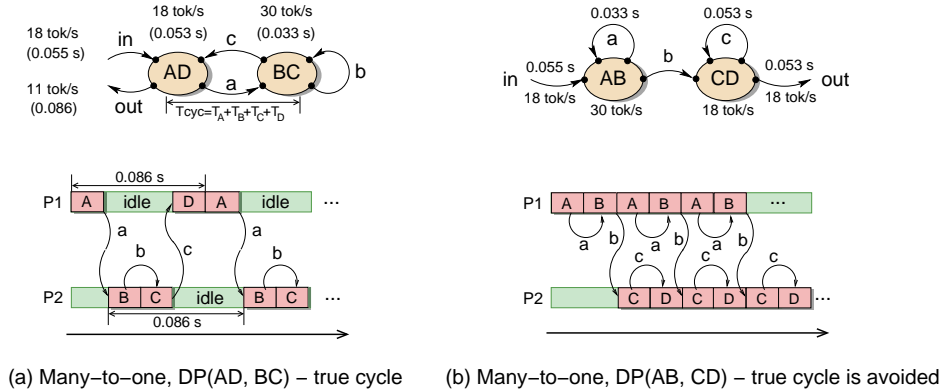 18 tok/s
(0.053 s)
30 tok/s
(0.033 s)
18 tok/s
(0.055 s)
in
c
AD
BC
b
11 tok/s
(0.086)
out
a
Tcyc=TA+TB+TC+TD
0.086 s
P1
A
idle
D
A
idle
...
a
b
c
a
b
P2
B
C
idle
B
C
...
0.086 s
(a) Many−to−one, DP(AD, BC) − true cycle
0.033 s
0.053 s
a
c
in
0.055 s
AB
b
CD
0.053 s
out
18 tok/s
30 tok/s
18 tok/s
18 tok/s
P1
A
B
A
B
A
B
...
a
b
a
b
a
b
c
c
c
P2
C
D
C
D
C
D
...
(b) Many−to−one, DP(AB, CD) − true cycle is avoided